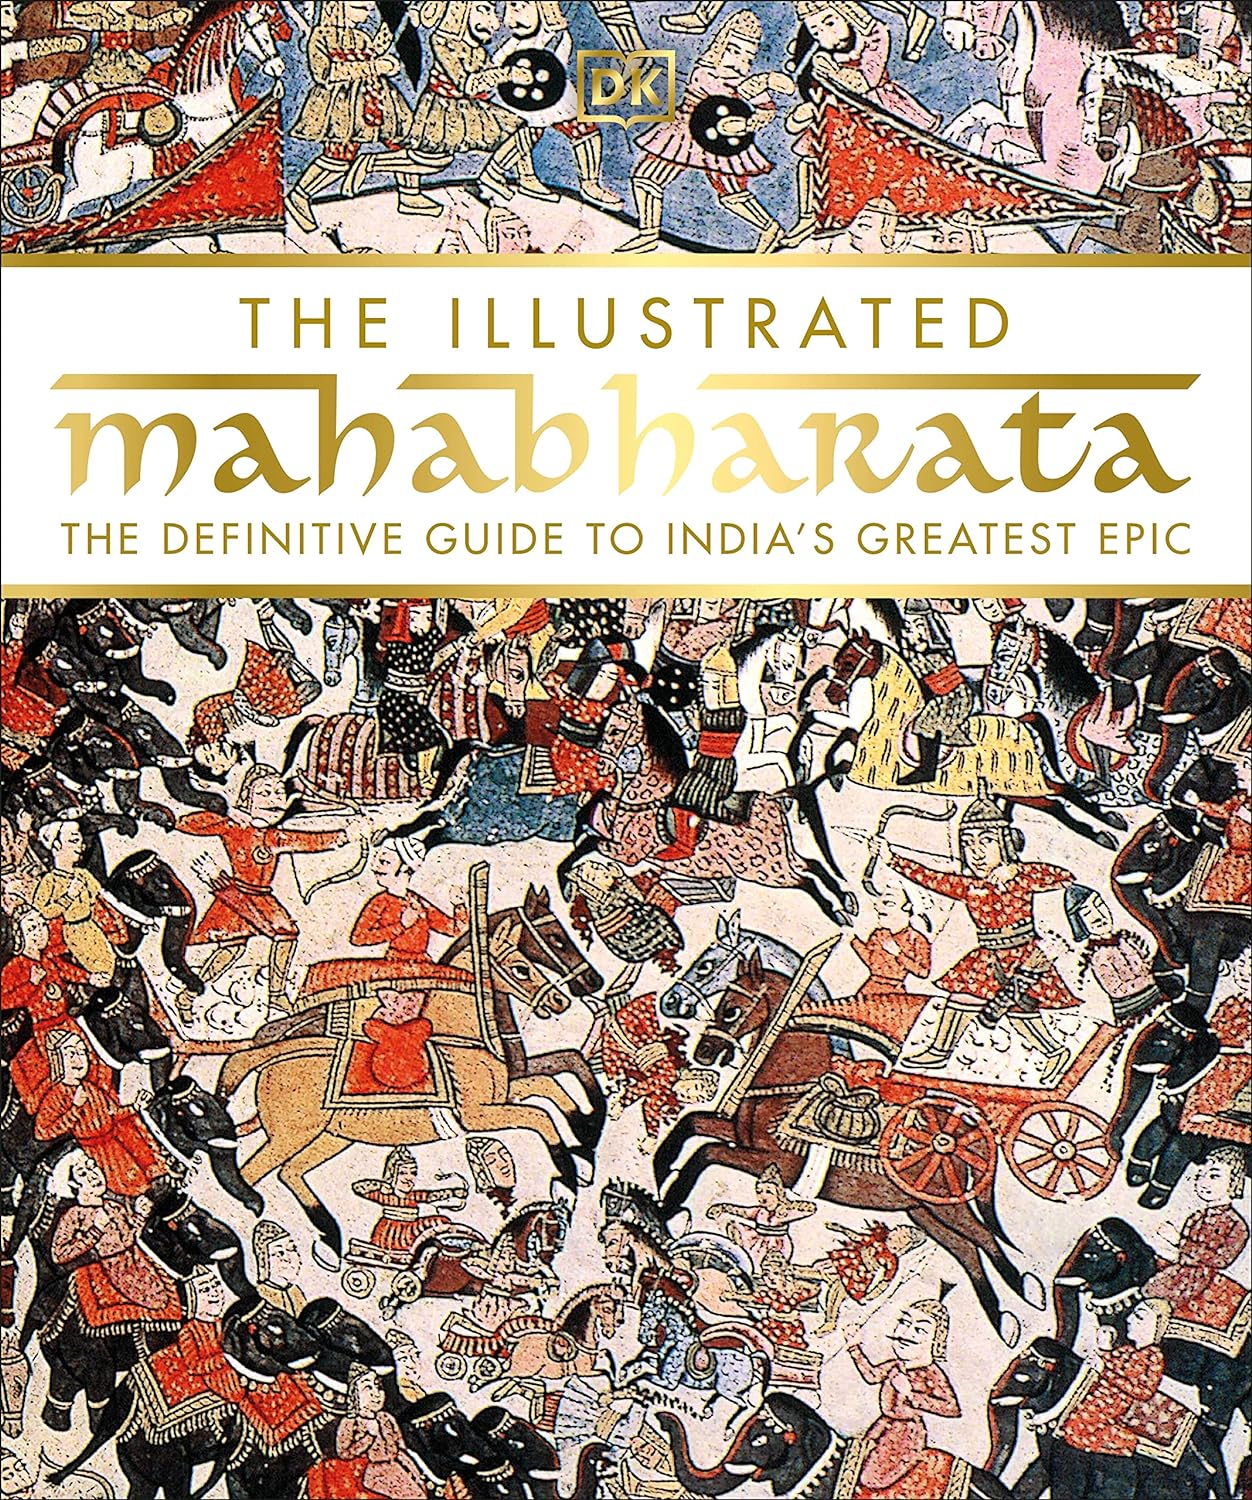 DK
THE ILLUSTRATED
mahabharata
THE DEFINITIVE GUIDE TO INDIA'S GREATEST EPIC